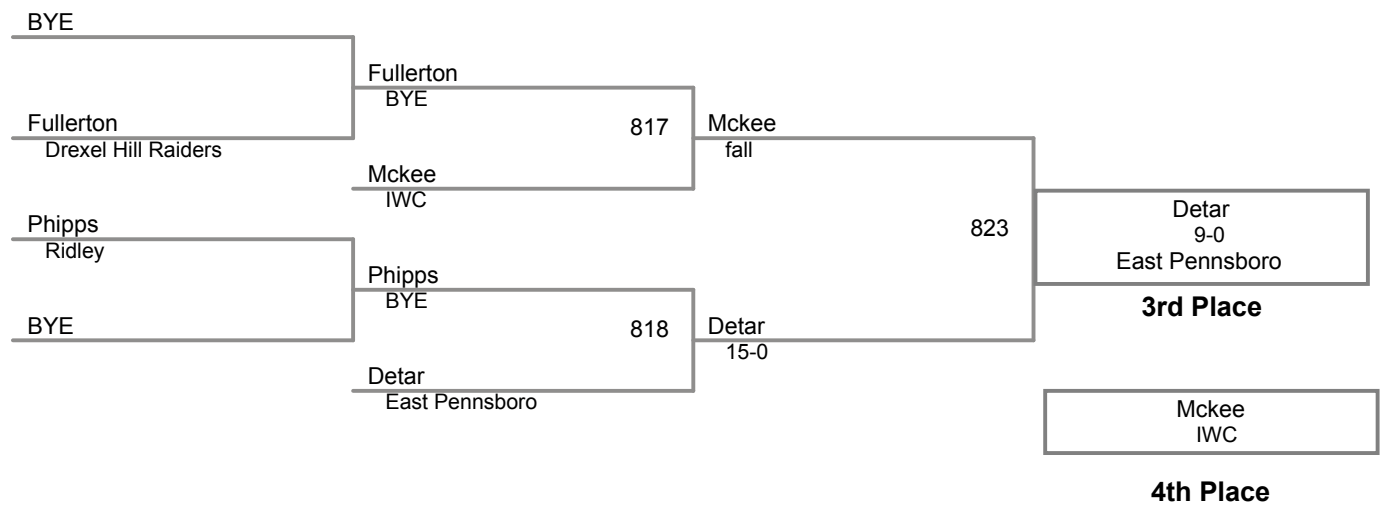 BYE
Fullerton
BYE
Fullerton
Drexel Hill Raiders
817
Mckee
fall
Mckee
IWC
Phipps
Ridley
823
Detar
9-0
East Pennsboro
3rd Place
Phipps
BYE
BYE
818
Detar
15-0
Detar
East Pennsboro
Mckee
IWC
4th Place